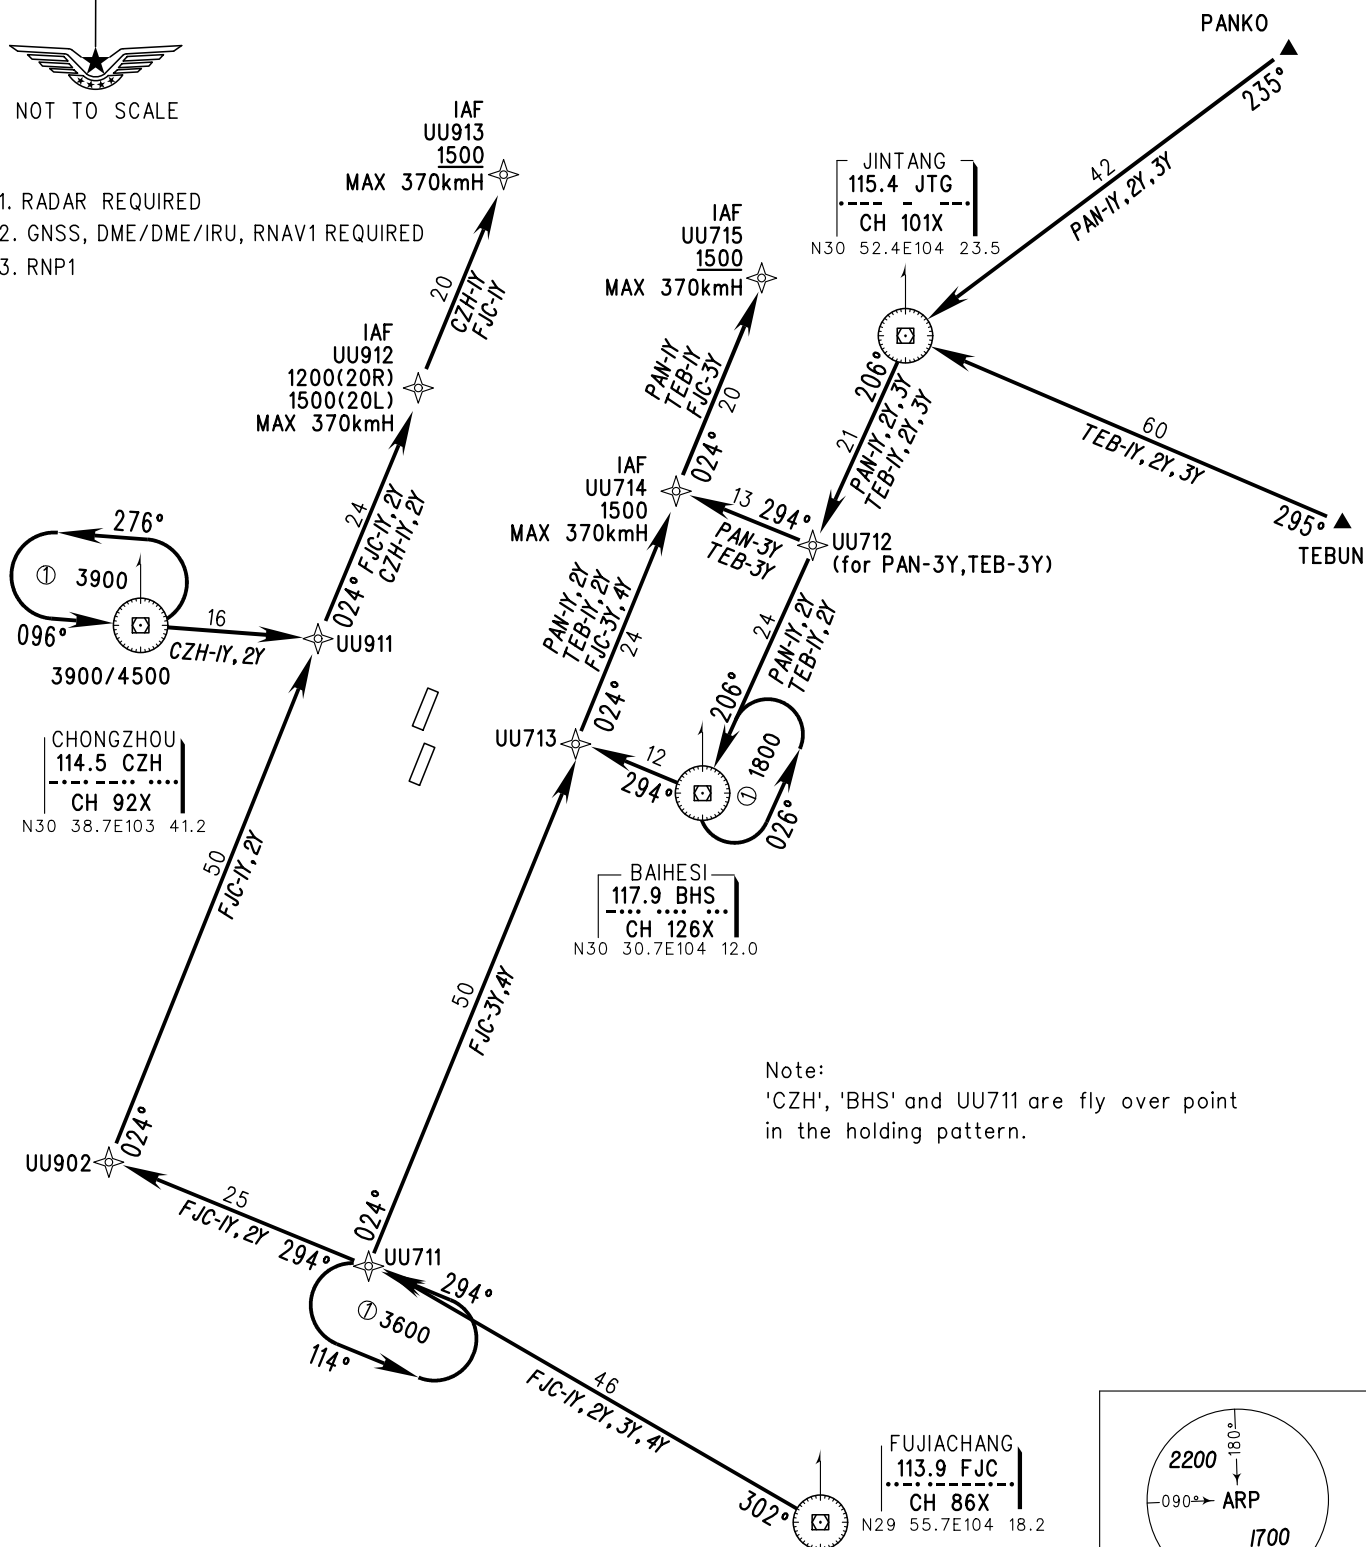 PANKO
235°
42
PAN-1Y,2Y,3Y
NOT TO SCALE
1. RADAR REQUIRED
2. GNSS, DME/DME/IRU, RNAV1 REQUIRED
3. RNP1
IAF
UU913
1500
MAX 370kmH
20
CZH-1Y
FJC-1Y
IAF
UU912
1200(20R)
1500(20L)
MAX 370kmH
24
FJC-1Y,2Y
CZH-1Y,2Y
024°
IAF
UU715
1500
MAX 370kmH
PAN-1Y
TEB-1Y
FJC-3Y
20
024°
JINTANG
115.4 JTG
CH 101X
N30 52.4E104 23.5
206°
21
PAN-1Y,2Y,3Y
TEB-1Y,2Y,3Y
60
TEB-1Y,2Y,3Y
295°
TEBUN
IAF
UU714
1500
MAX 370kmH
13 294°
PAN-3Y
TEB-3Y
UU712
(for PAN-3Y,TEB-3Y)
276°
① 3900
096°
3900/4500
16
CZH-1Y,2Y
UU911
PAN-1Y,2Y
TEB-1Y,2Y
FJC-3Y,4Y
24
024°
24
PAN-1Y,2Y
TEB-1Y,2Y
206°
CHONGZHOU
114.5 CZH
CH 92X
N30 38.7E103 41.2
UU713
12
294°
① 1800
026°
BAIHESI
117.9 BHS
CH 126X
N30 30.7E104 12.0
50
FJC-1Y,2Y
50
FJC-3Y,4Y
Note:
'CZH', 'BHS' and UU711 are fly over point
in the holding pattern.
024°
UU902
25
FJC-1Y,2Y 294°
024°
UU711
294°
① 3600
114°
46
FJC-1Y,2Y,3Y,4Y
302°
FUJIACHANG
113.9 FJC
CH 86X
N29 55.7E104 18.2
180°
2200
090°
ARP
1700